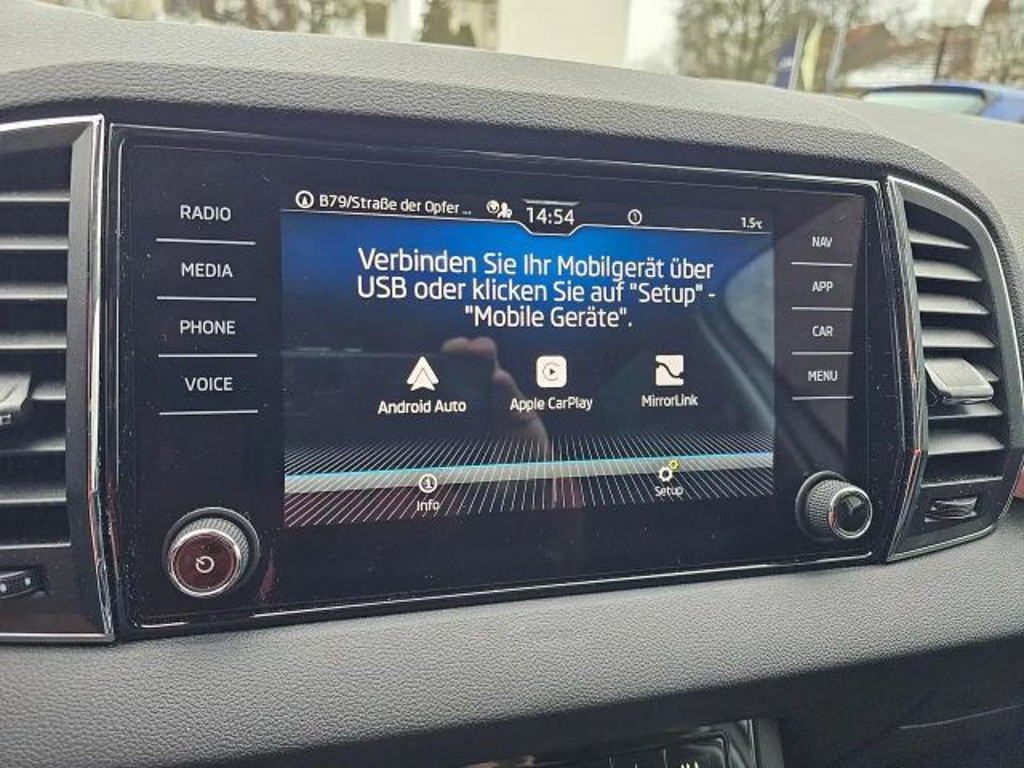 B79/Straße der Opfer ... 14:54 1.5°C
RADIO
MEDIA
PHONE
VOICE
Verbinden Sie Ihr Mobilgerät über
USB oder klicken Sie auf "Setup" -
"Mobile Geräte".
Android Auto Apple CarPlay MirrorLink
Info Setup
NAV
APP
CAR
MENU